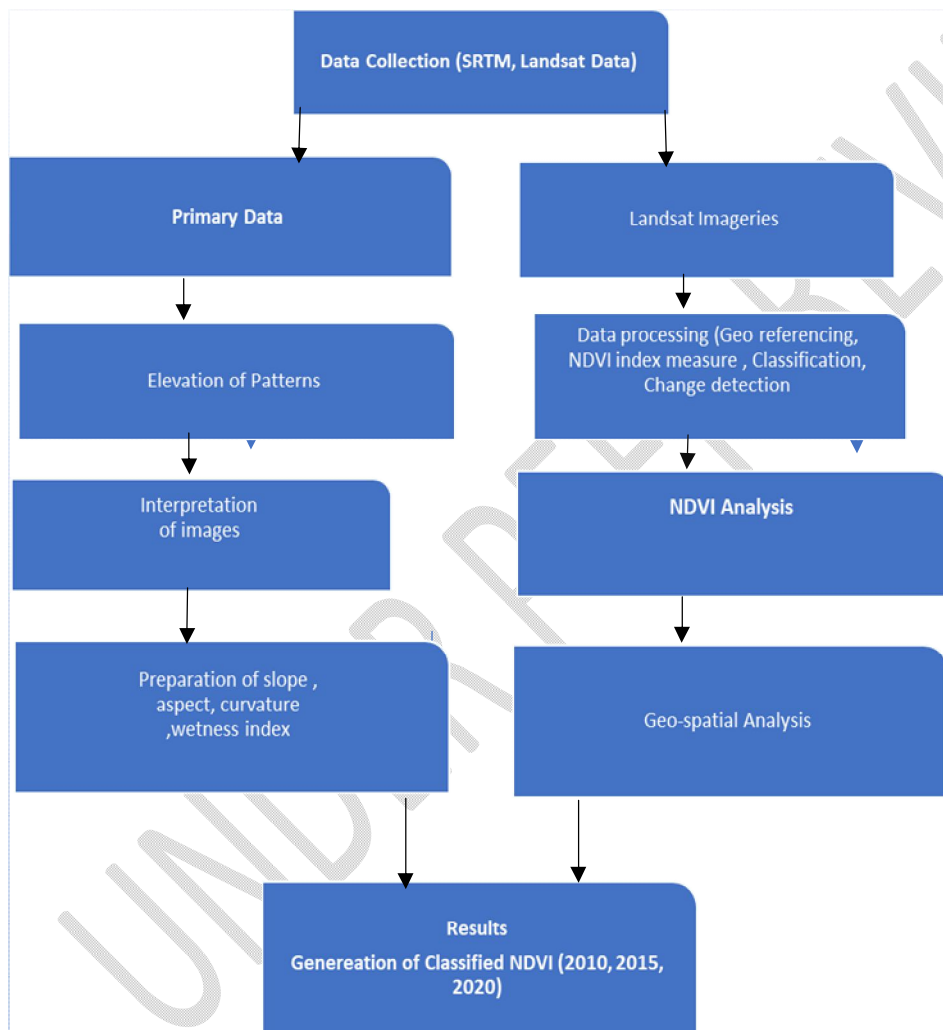 Data Collection (SRTM, Landsat Data)
Primary Data
Landsat Imageries
Elevation of Patterns
Data processing (Geo referencing,
NDVI index measure , Classification,
Change detection
Interpretation
of images
NDVI Analysis
Preparation of slope ,
aspect, curvature
,wetness index
Geo-spatial Analysis
Results
Genereation of Classified NDVI (2010, 2015,
2020)
UNDER PEER REVI